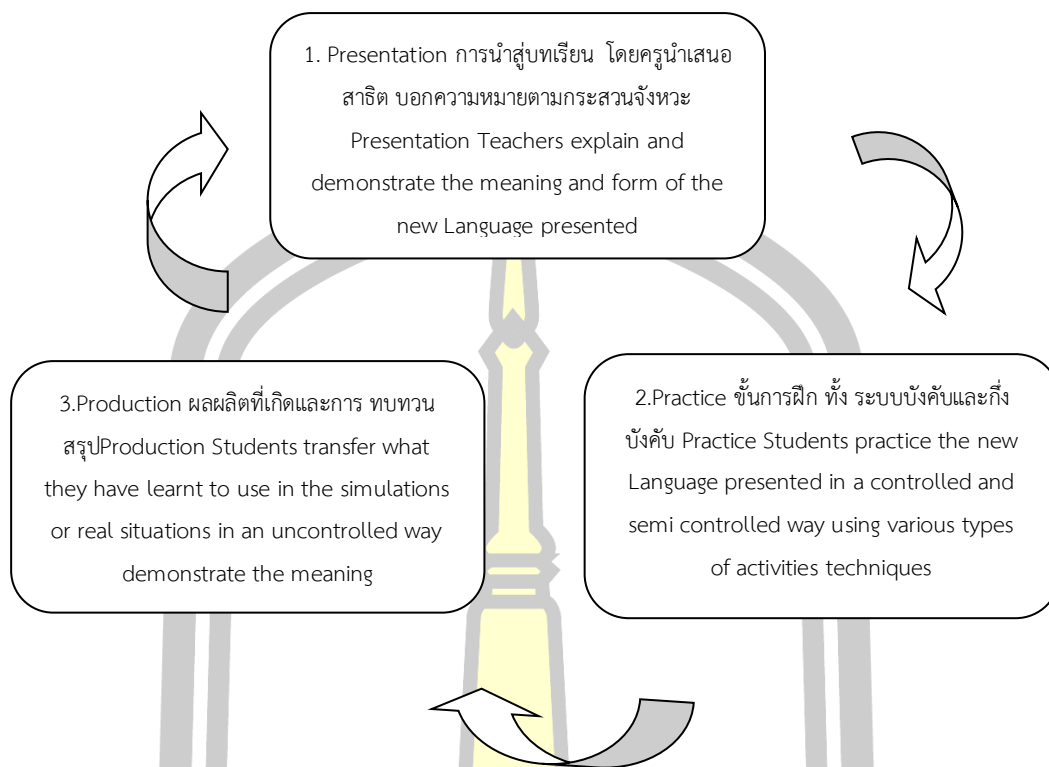 1. Presentation การนำสู่บทเรียน โดยครูนำเสนอ
สาธิต บอกความหมายตามกระสวนจังหวะ
Presentation Teachers explain and
demonstrate the meaning and form of the
new Language presented
3.Production ผลผลิตที่เกิดและการ ทบทวน
สรุปProduction Students transfer what
they have learnt to use in the simulations
or real situations in an uncontrolled way
demonstrate the meaning
2.Practice ขั้นการฝึก ทั้ง ระบบบังคับและกึ่ง
บังคับ Practice Students practice the new
Language presented in a controlled and
semi controlled way using various types
of activities techniques